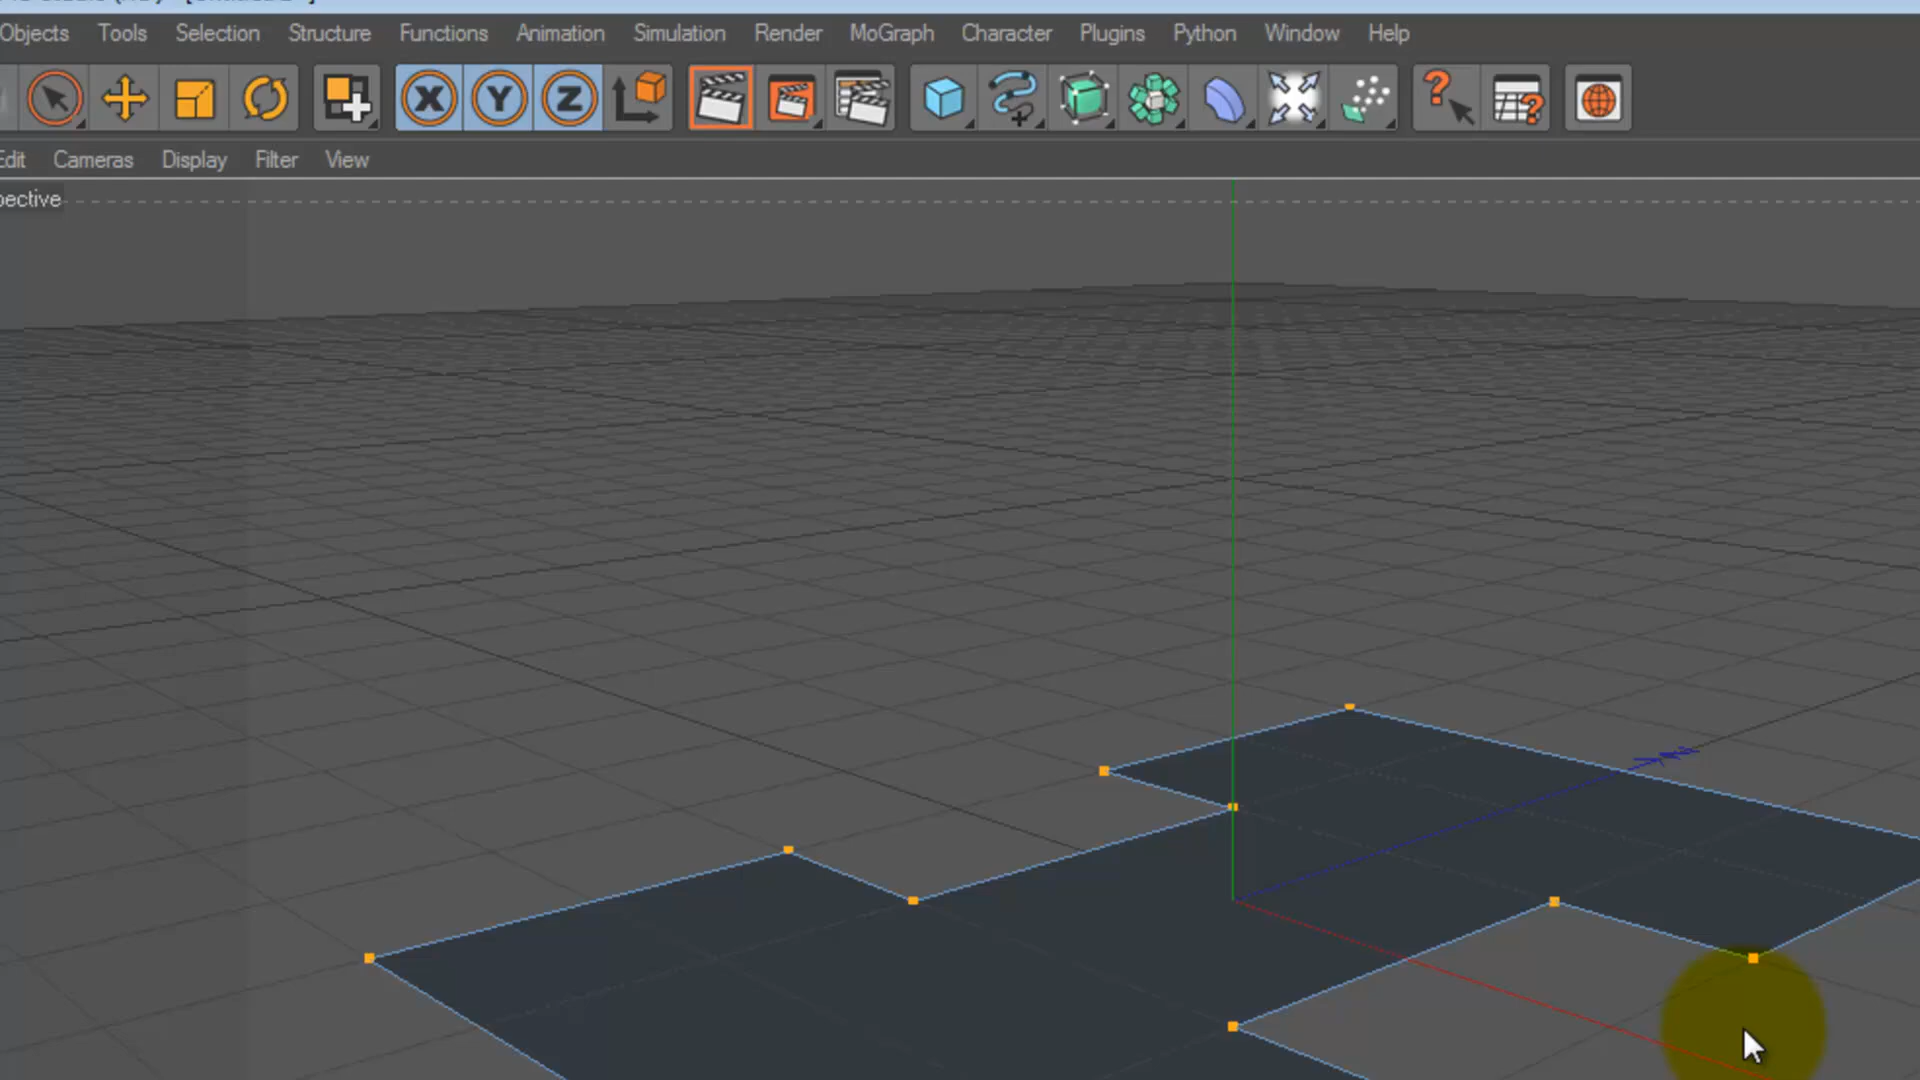 Objects Tools Selection Structure Functions Animation Simulation Render MoGraph Character Plugins Python Window Help
X Y Z
Edit Cameras Display Filter View
pective